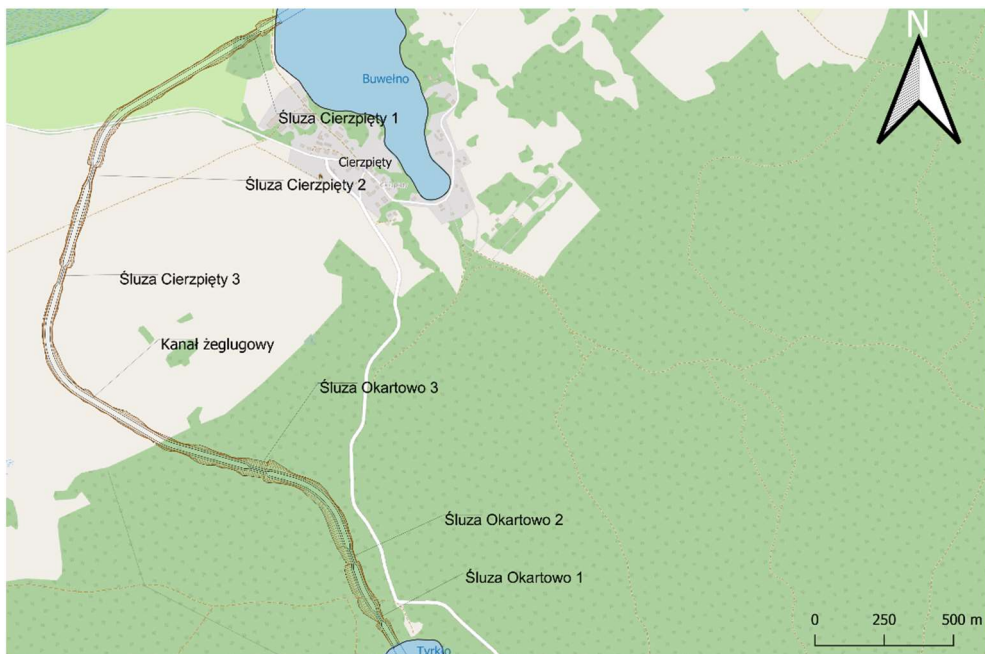 N
Buwełno
Śluza Cierzpięty 1
Cierzpięty
Śluza Cierzpięty 2
Śluza Cierzpięty 3
Kanał żeglugowy
Śluza Okartowo 3
Śluza Okartowo 2
Śluza Okartowo 1
0 250 500 m
Tyrkło